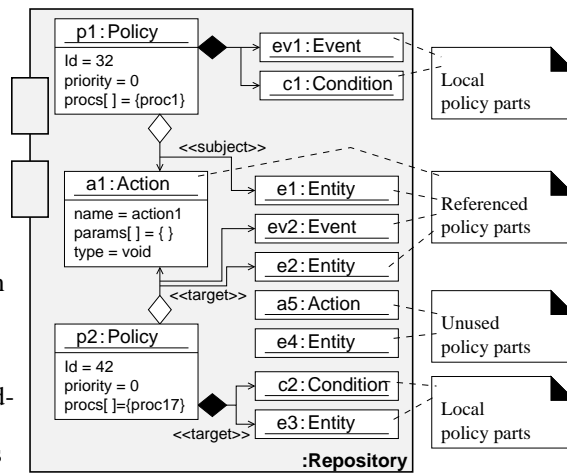 p1:Policy
Id = 32
priority = 0
procs[ ] = {proc1}
ev1:Event
c1:Condition
Local
policy parts
<<subject>>
a1:Action
name = action1
params[ ] = { }
type = void
e1:Entity
ev2:Event
e2:Entity
Referenced
policy parts
n
<<target>>
a5:Action
e4:Entity
Unused
policy parts
p2:Policy
Id = 42
priority = 0
procs[ ]={proc17}
d-
c2:Condition
e3:Entity
<<target>>
Local
policy parts
s
:Repository